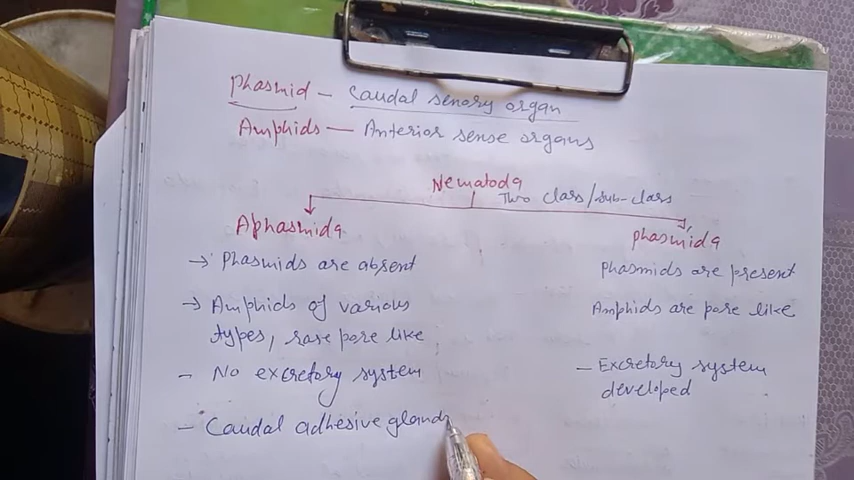 Phasmid - Caudal sensory organ
Amphids - Anterior sense organs
Nematoda
Two class/sub-class
Aphasmida
Phasmida
→ Phasmids are absent
→ Amphids of various
types, rare pore like
- No excretory system
- Caudal adhesive glands
Phasmids are present
Amphids are pore like
- Excretory system
developed